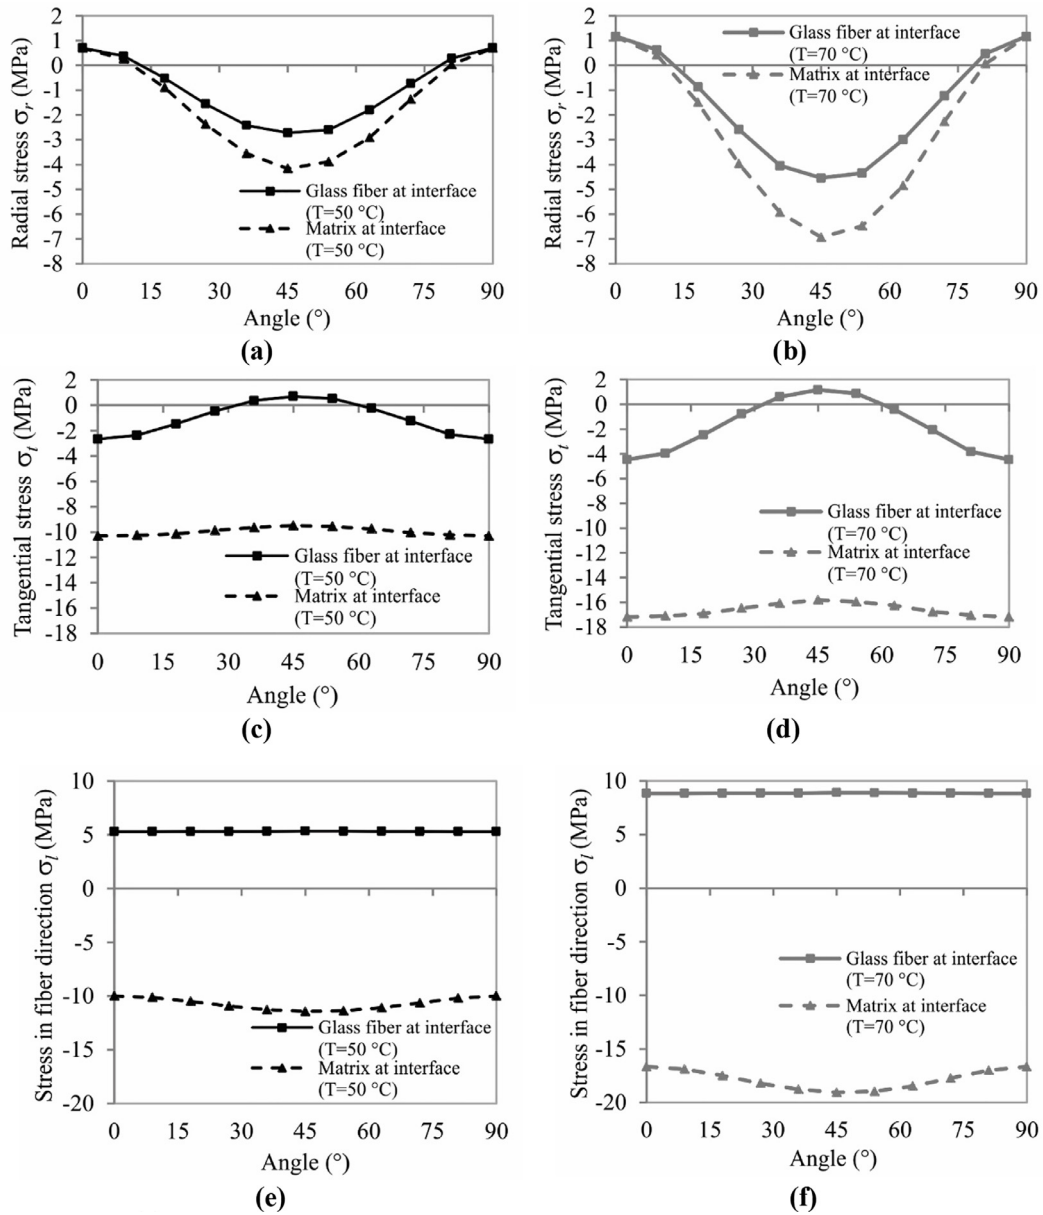 Radial stress σr (MPa)
2
1
0
-1
-2
-3
-4
-5
-6
-7
-8
Glass fiber at interface
(T=50 °C)
Matrix at interface
(T=50 °C)
0 15 30 45 60 75 90
Angle (°)
(a)
Radial stress σr (MPa)
2
1
0
-1
-2
-3
-4
-5
-6
-7
-8
Glass fiber at interface
(T=70 °C)
Matrix at interface
(T=70 °C)
0 15 30 45 60 75 90
Angle (°)
(b)
Tangential stress σt (MPa)
2
0
-2
-4
-6
-8
-10
-12
-14
-16
-18
Glass fiber at interface
(T=50 °C)
Matrix at interface
(T=50 °C)
0 15 30 45 60 75 90
Angle (°)
(c)
Tangential stress σt (MPa)
2
0
-2
-4
-6
-8
-10
-12
-14
-16
-18
Glass fiber at interface
(T=70 °C)
Matrix at interface
(T=70 °C)
0 15 30 45 60 75 90
Angle (°)
(d)
Stress in fiber direction σl (MPa)
10
5
0
-5
-10
-15
-20
Glass fiber at interface
(T=50 °C)
Matrix at interface
(T=50 °C)
0 15 30 45 60 75 90
Angle (°)
(e)
Stress in fiber direction σl (MPa)
10
5
0
-5
-10
-15
-20
Glass fiber at interface
(T=70 °C)
Matrix at interface
(T=70 °C)
0 15 30 45 60 75 90
Angle (°)
(f)